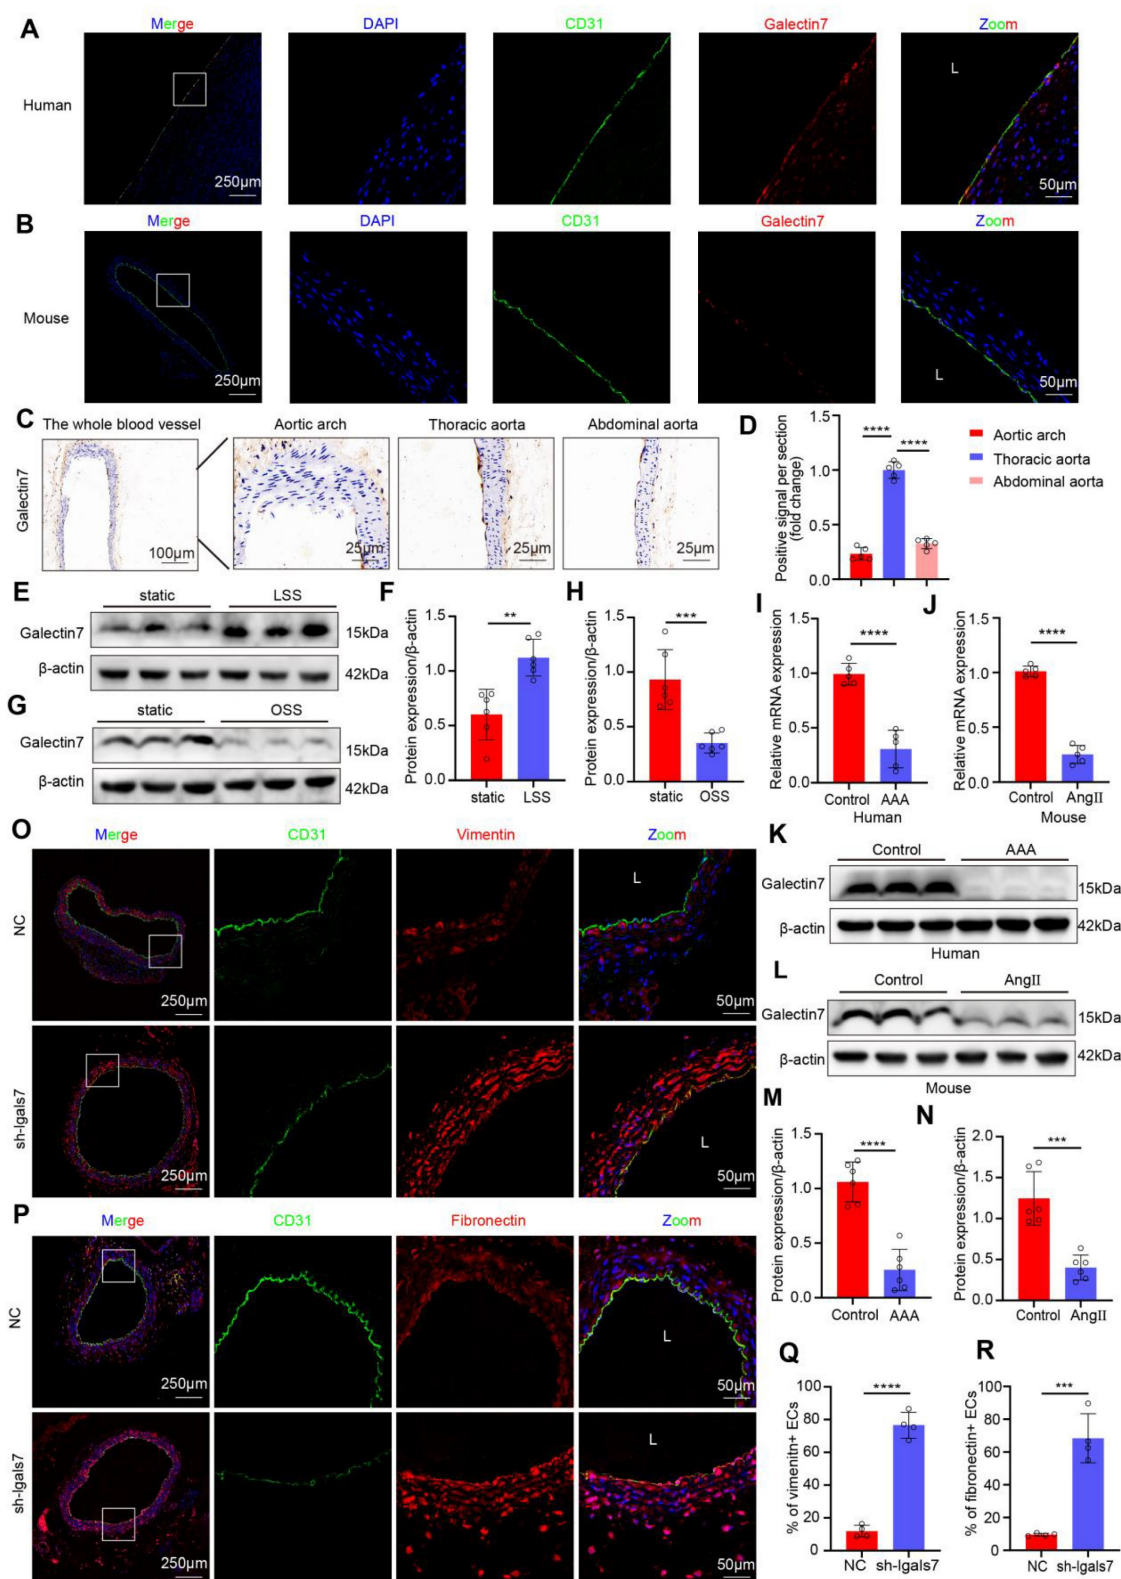 A
Merge DAPI CD31 Galectin7 Zoom
Human
L
250μm
50μm
B
Merge DAPI CD31 Galectin7 Zoom
Mouse
L
250μm
50μm
C
The whole blood vessel Aortic arch Thoracic aorta Abdominal aorta
Galectin7
100μm
25μm
25μm
25μm
D
Positive signal per section
(fold change)
1.5
1.0
0.5
0.0
****
****
Aortic arch
Thoracic aorta
Abdominal aorta
E
static LSS
Galectin7 15kDa
β-actin 42kDa
F
Protein expression/β-actin
1.5
1.0
0.5
0.0
**
static LSS
G
static OSS
Galectin7 15kDa
β-actin 42kDa
H
Protein expression/β-actin
1.5
1.0
0.5
0.0
***
static OSS
I
Relative mRNA expression
1.5
1.0
0.5
0.0
****
Control AAA
Human
J
Relative mRNA expression
1.5
1.0
0.5
0.0
****
Control AngII
Mouse
K
Control AAA
Galectin7 15kDa
β-actin 42kDa
Human
L
Control AngII
Galectin7 15kDa
β-actin 42kDa
Mouse
M
Protein expression/β-actin
1.5
1.0
0.5
0.0
****
Control AAA
N
Protein expression/β-actin
2.0
1.5
1.0
0.5
0.0
***
Control AngII
O
Merge CD31 Vimentin Zoom
NC
L
250μm
50μm
sh-lgals7
L
250μm
50μm
P
Merge CD31 Fibronectin Zoom
NC
L
250μm
50μm
sh-lgals7
L
250μm
50μm
Q
% of vimenitn+ ECs
100
80
60
40
20
0
****
NC sh-lgals7
R
% of fibronectin+ ECs
100
80
60
40
20
0
***
NC sh-lgals7